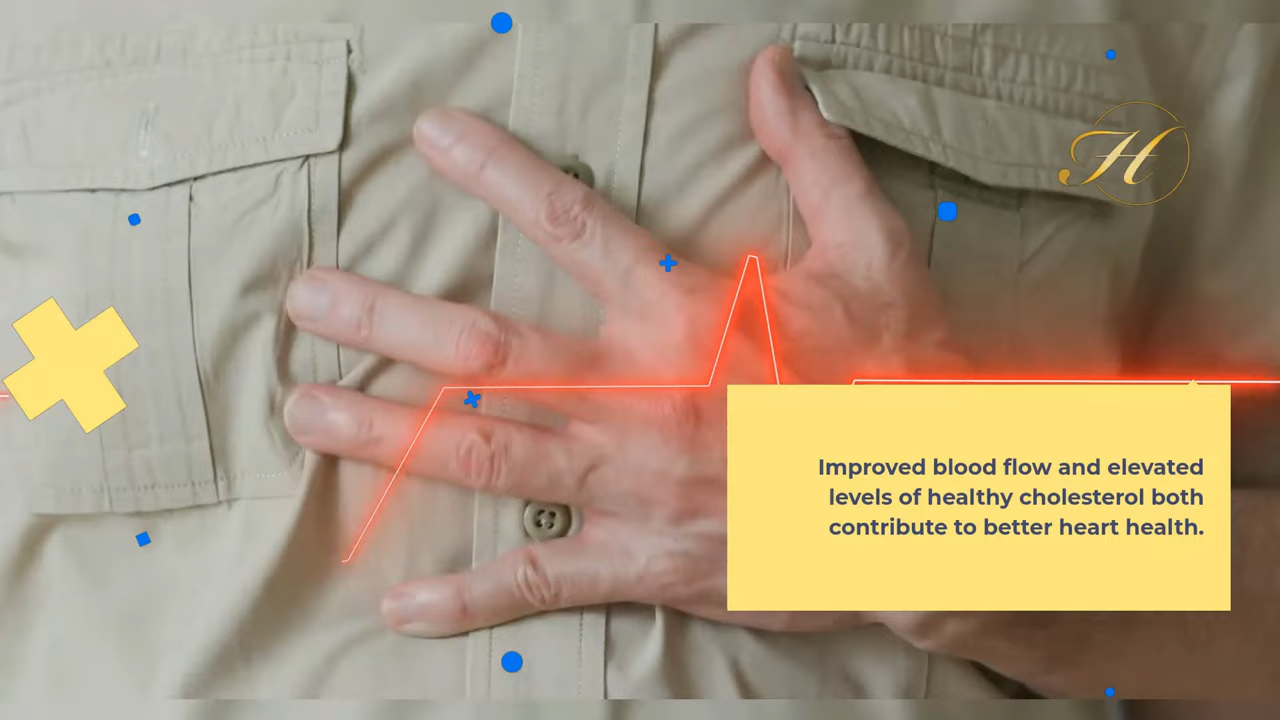 H
Improved blood flow and elevated
levels of healthy cholesterol both
contribute to better heart health.